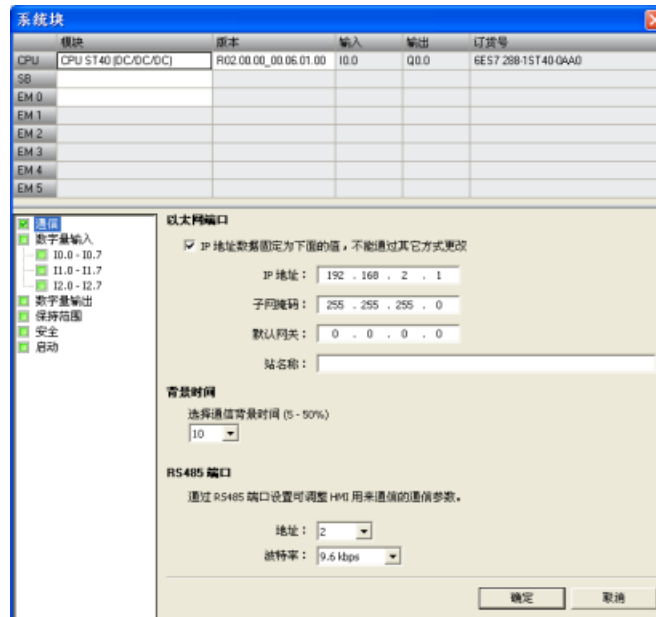 系统块
模块 版本 输入 输出 订货号
CPU CPU ST40 (DC/DC/DC) R02.00.00_00.06.01.00 I0.0 Q0.0 6ES7 288-1ST40-0AA0
SB
EM 0
EM 1
EM 2
EM 3
EM 4
EM 5
通信
数字量输入
I0.0 - I0.7
I1.0 - I1.7
I2.0 - I2.7
数字量输出
保持范围
安全
启动
以太网端口
IP 地址数据固定为下面的值，不能通过其它方式更改
IP 地址： 192 . 168 . 2 . 1
子网掩码： 255 . 255 . 255 . 0
默认网关： 0 . 0 . 0 . 0
站名称：
背景时间
选择通信背景时间 (5 - 50%)
10
RS485 端口
通过 RS485 端口设置可调整 HMI 用来通信的通信参数。
地址： 2
波特率： 9.6 kbps
确定 取消